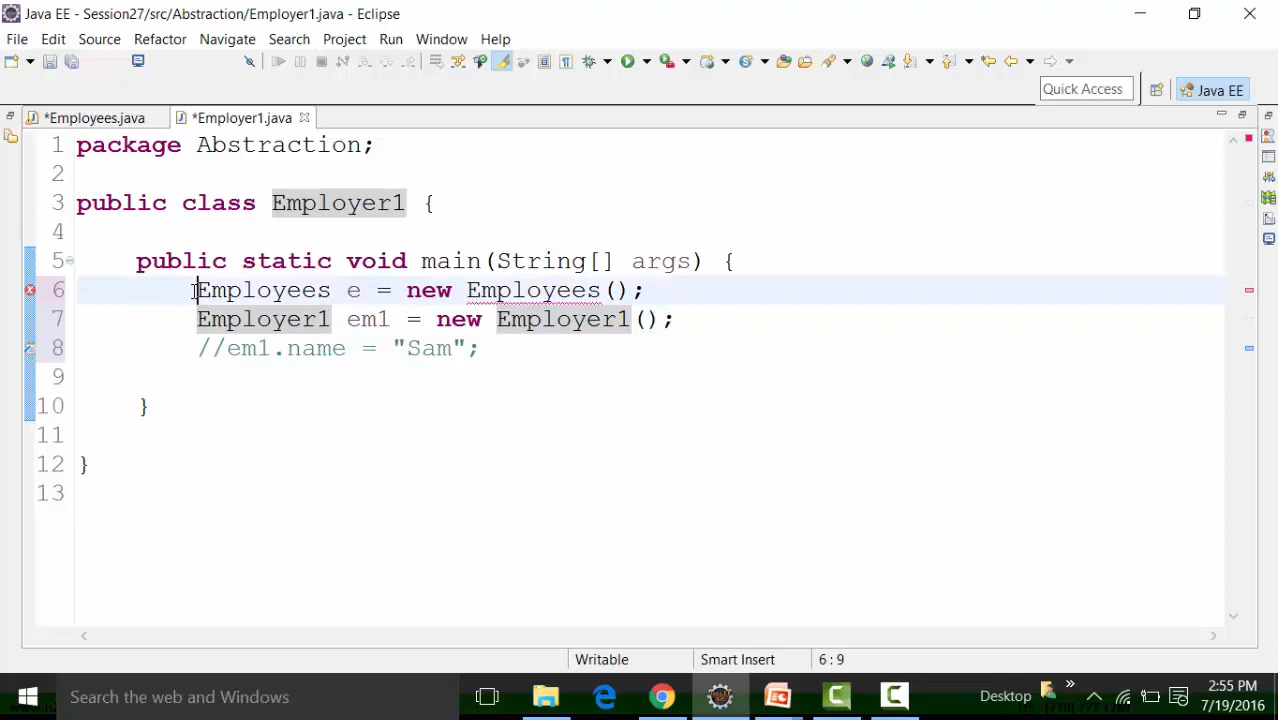 Java EE - Session27/src/Abstraction/Employer1.java - Eclipse
File Edit Source Refactor Navigate Search Project Run Window Help
Quick Access
Java EE
*Employees.java
*Employer1.java
1 package Abstraction;
2
3 public class Employer1 {
4
5 public static void main(String[] args) {
6 Employees e = new Employees();
7 Employer1 em1 = new Employer1();
8 //em1.name = "Sam";
9
10 }
11
12 }
13
Writable
Smart Insert
6 : 9
Search the web and Windows
Desktop
2:55 PM
7/19/2016